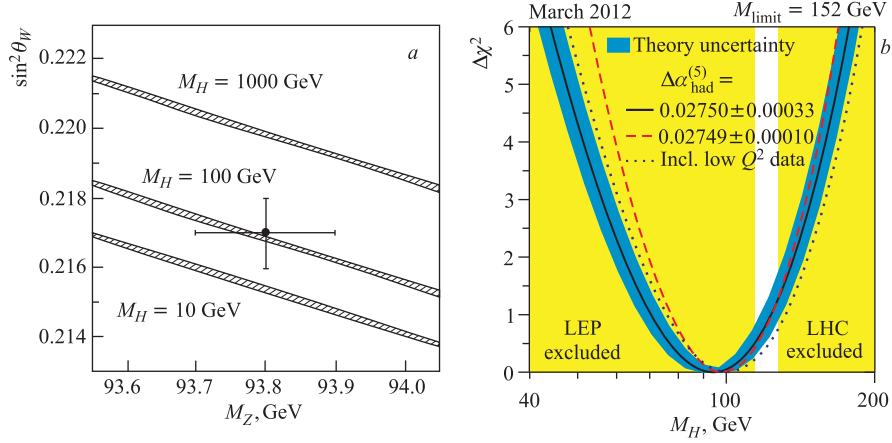 a
sin²θ_W
0.222
0.220
0.218
0.216
0.214
M_H = 1000 GeV
M_H = 100 GeV
M_H = 10 GeV
93.6 93.7 93.8 93.9 94.0
M_Z, GeV
March 2012 M_limit = 152 GeV
b
Δχ²
6
5
4
3
2
1
0
Theory uncertainty
Δα_had^(5) =
0.02750±0.00033
0.02749±0.00010
Incl. low Q² data
LEP
excluded
LHC
excluded
40 100 200
M_H, GeV